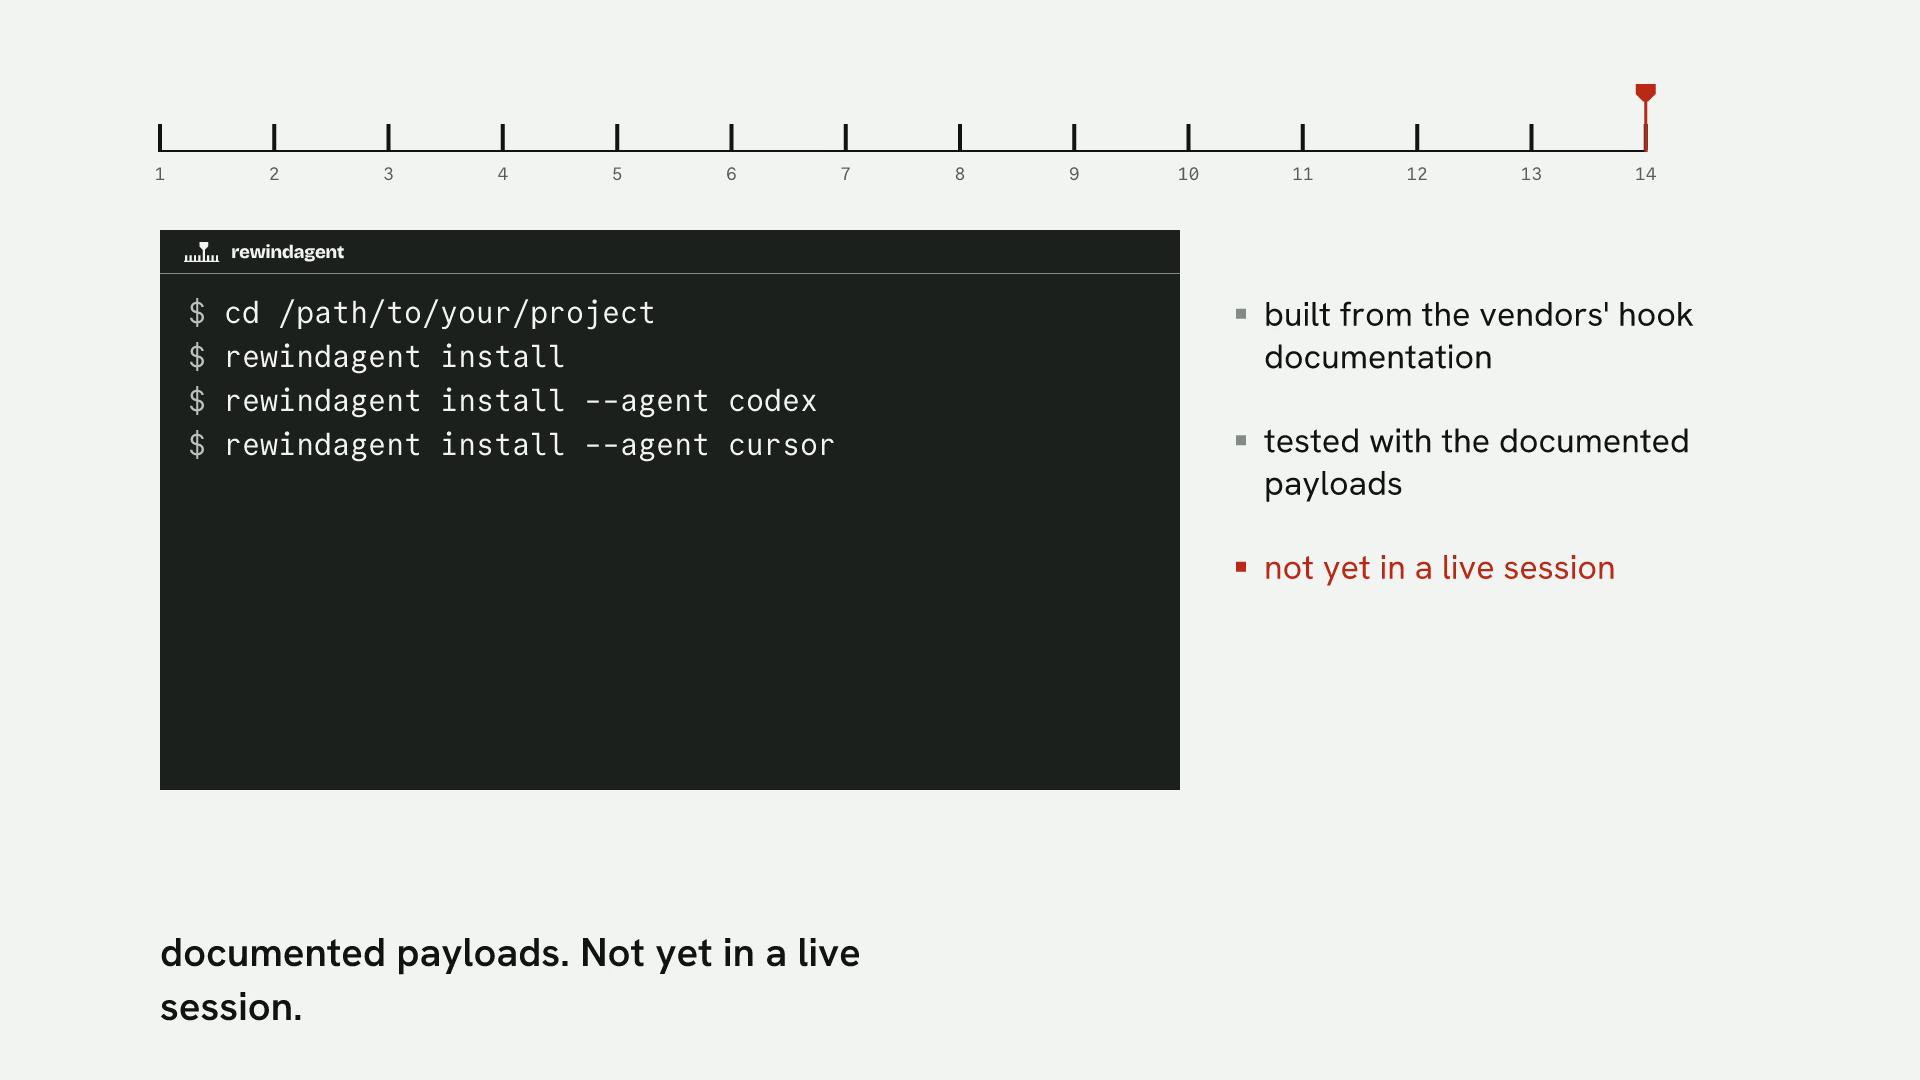 1 2 3 4 5 6 7 8 9 10 11 12 13 14
rewindagent
$ cd /path/to/your/project
$ rewindagent install
$ rewindagent install --agent codex
$ rewindagent install --agent cursor
built from the vendors' hook
documentation
tested with the documented
payloads
not yet in a live session
documented payloads. Not yet in a live
session.